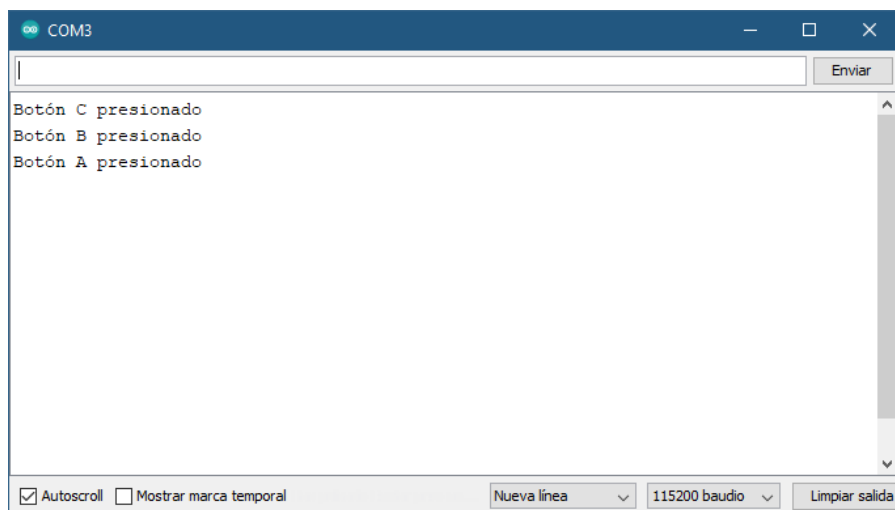 COM3
Enviar
Botón C presionado
Botón B presionado
Botón A presionado
Autoscroll Mostrar marca temporal Nueva línea 115200 baudio Limpiar salida